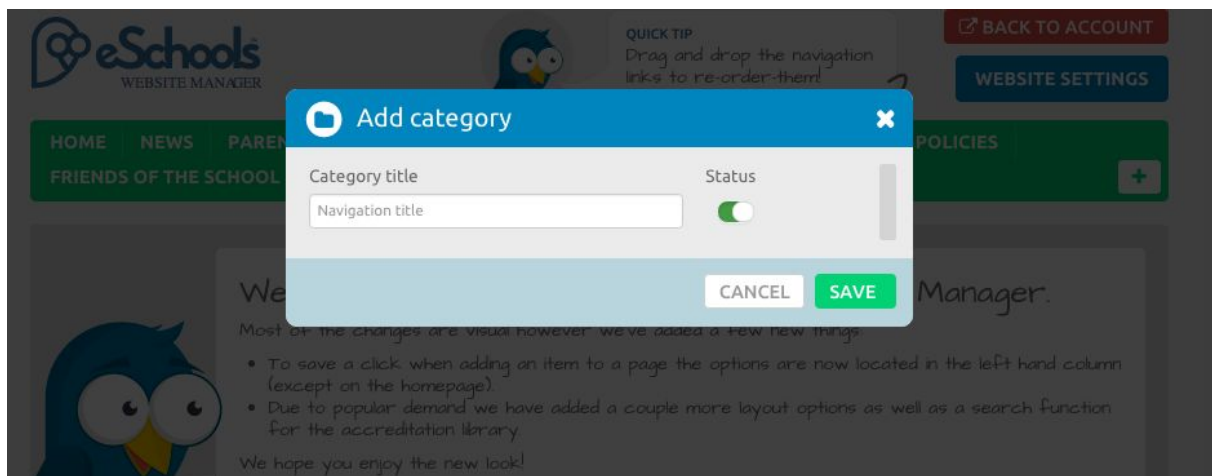 eSchools
WEBSITE MANAGER
QUICK TIP
Drag and drop the navigation
links to re-order them!
BACK TO ACCOUNT
WEBSITE SETTINGS
HOME NEWS POLICIES
FRIENDS OF THE SCHOOL
Add category
Category title Status
Navigation title
CANCEL SAVE
We Manager.
Most of the changes are visual however we've added a few new things
• To save a click when adding an item to a page the options are now located in the left hand column
(except on the homepage).
• Due to popular demand we have added a couple more layout options as well as a search function
for the accreditation library
We hope you enjoy the new look!